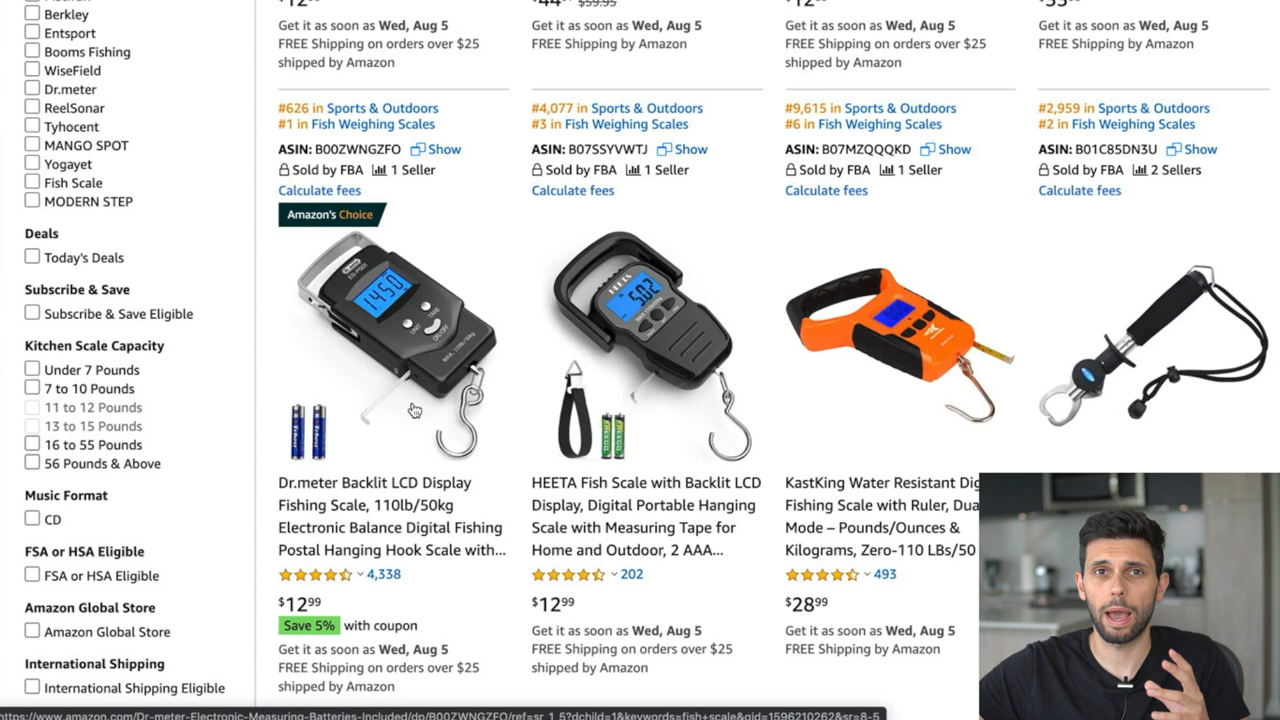 Berkley
Entsport
Booms Fishing
WiseField
Dr.meter
ReelSonar
Tyhocent
MANGO SPOT
Yogayet
Fish Scale
MODERN STEP
Deals
Today's Deals
Subscribe & Save
Subscribe & Save Eligible
Kitchen Scale Capacity
Under 7 Pounds
7 to 10 Pounds
11 to 12 Pounds
13 to 15 Pounds
16 to 55 Pounds
56 Pounds & Above
Music Format
CD
FSA or HSA Eligible
FSA or HSA Eligible
Amazon Global Store
Amazon Global Store
International Shipping
International Shipping Eligible
$59.95
Get it as soon as Wed, Aug 5
FREE Shipping on orders over $25
shipped by Amazon
Get it as soon as Wed, Aug 5
FREE Shipping by Amazon
Get it as soon as Wed, Aug 5
FREE Shipping on orders over $25
shipped by Amazon
Get it as soon as Wed, Aug 5
FREE Shipping by Amazon
#626 in Sports & Outdoors
#1 in Fish Weighing Scales
ASIN: B00ZWNGZFO Show
Sold by FBA 1 Seller
Calculate fees
#4,077 in Sports & Outdoors
#3 in Fish Weighing Scales
ASIN: B07SSYVWTJ Show
Sold by FBA 1 Seller
Calculate fees
#9,615 in Sports & Outdoors
#6 in Fish Weighing Scales
ASIN: B07MZQQQKD Show
Sold by FBA 1 Seller
Calculate fees
#2,959 in Sports & Outdoors
#2 in Fish Weighing Scales
ASIN: B01C85DN3U Show
Sold by FBA 2 Sellers
Calculate fees
Amazon's Choice
1.450
UNIT TARE
ON/OFF
HEETA
5.02
Dr.meter Backlit LCD Display
Fishing Scale, 110lb/50kg
Electronic Balance Digital Fishing
Postal Hanging Hook Scale with...
4,338
$12.99
Save 5% with coupon
Get it as soon as Wed, Aug 5
FREE Shipping on orders over $25
shipped by Amazon
HEETA Fish Scale with Backlit LCD
Display, Digital Portable Hanging
Scale with Measuring Tape for
Home and Outdoor, 2 AAA...
202
$12.99
Get it as soon as Wed, Aug 5
FREE Shipping on orders over $25
shipped by Amazon
KastKing Water Resistant Dig
Fishing Scale with Ruler, Dua
Mode – Pounds/Ounces &
Kilograms, Zero-110 LBs/50
493
$28.99
Get it as soon as Wed, Aug 5
FREE Shipping by Amazon
https://www.amazon.com/Dr-meter-Electronic-Measuring-Batteries-Included/dp/B00ZWNGZFO/ref=sr_1_5?dchild=1&keywords=fish+scale&qid=1596210262&sr=8-5